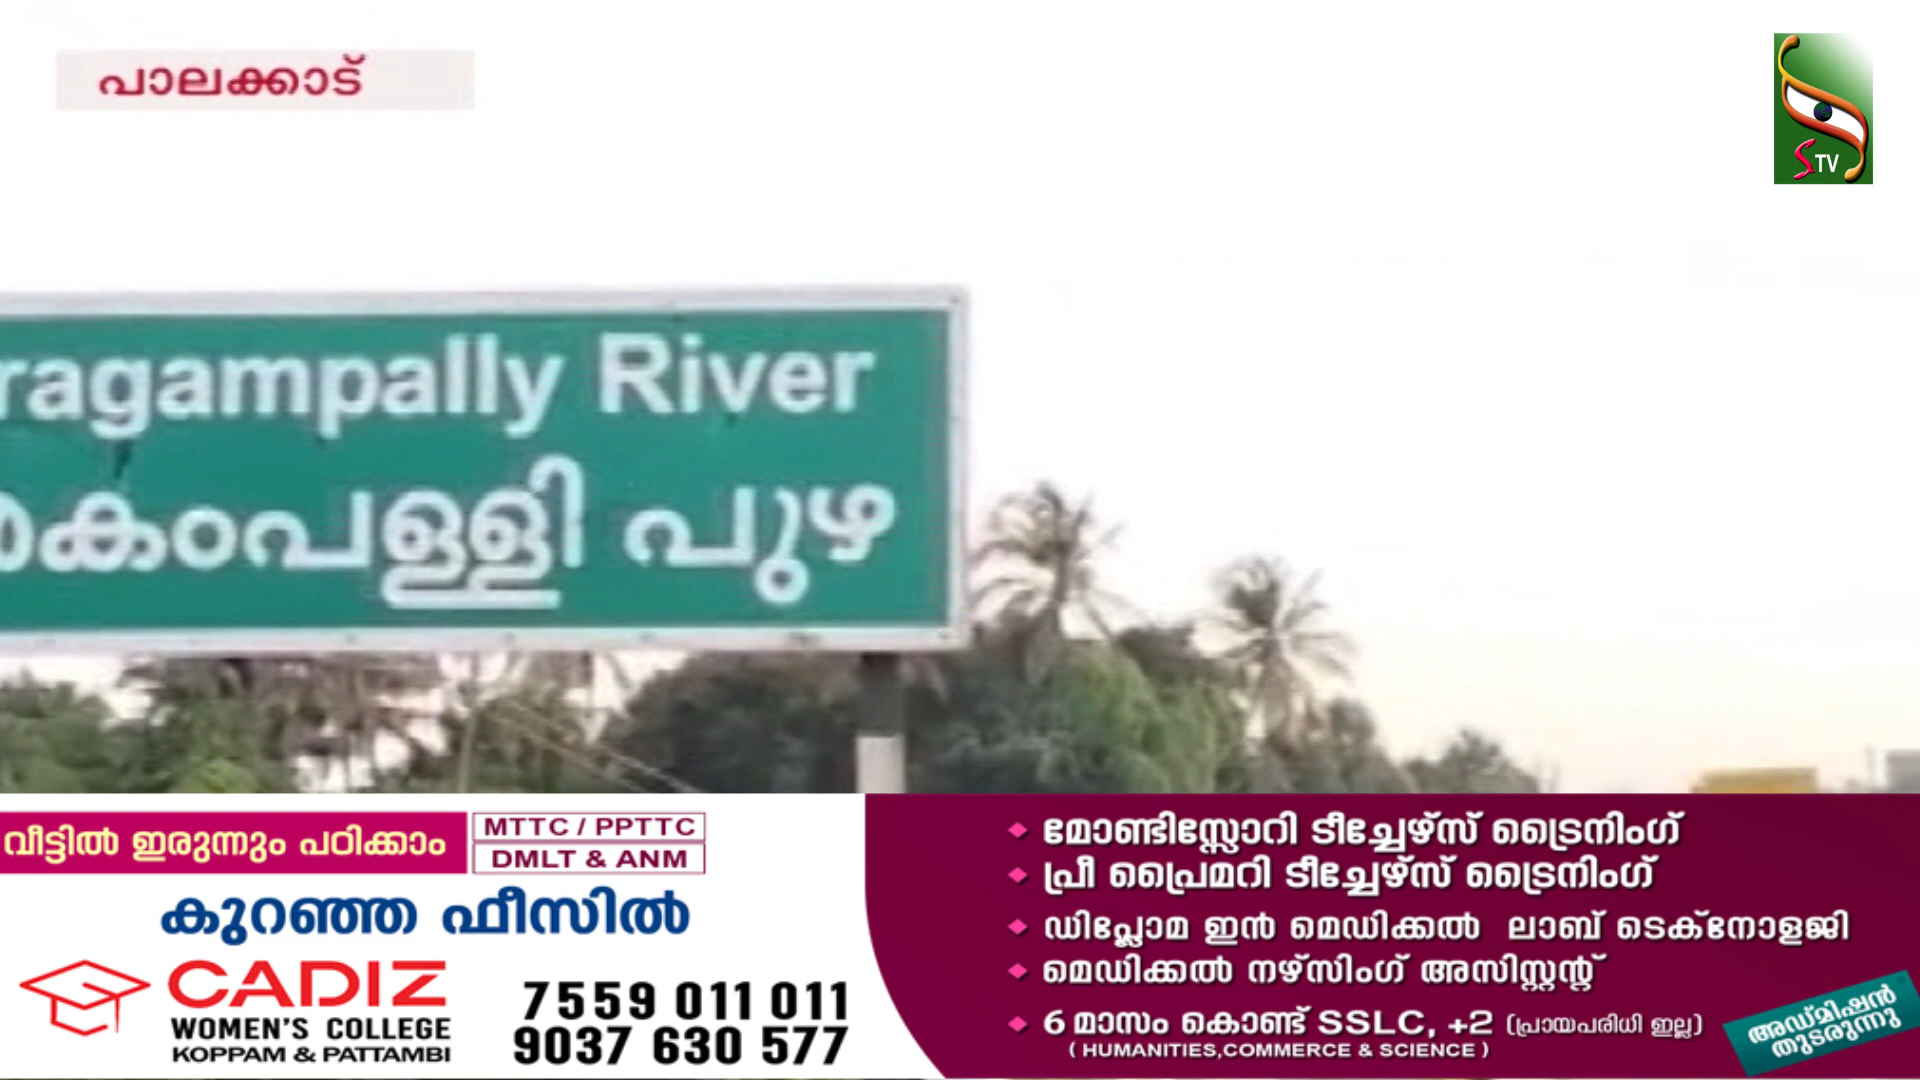 പാലക്കാട്
STV
ragampally River
കംപള്ളി പുഴ
വീട്ടിൽ ഇരുന്നും പഠിക്കാം
MTTC / PPTTC
DMLT & ANM
കുറഞ്ഞ ഫീസിൽ
CADIZ
WOMEN'S COLLEGE
KOPPAM & PATTAMBI
7559 011 011
9037 630 577
മോണ്ടിസ്സോറി ടീച്ചേഴ്സ് ട്രൈനിംഗ്
പ്രീ പ്രൈമറി ടീച്ചേഴ്സ് ട്രൈനിംഗ്
ഡിപ്ലോമ ഇൻ മെഡിക്കൽ ലാബ് ടെക്നോളജി
മെഡിക്കൽ നഴ്സിംഗ് അസിസ്റ്റന്റ്
6 മാസം കൊണ്ട് SSLC, +2 (പ്രായപരിധി ഇല്ല)
( HUMANITIES,COMMERCE & SCIENCE )
അഡ്മിഷൻ
തുടരുന്നു